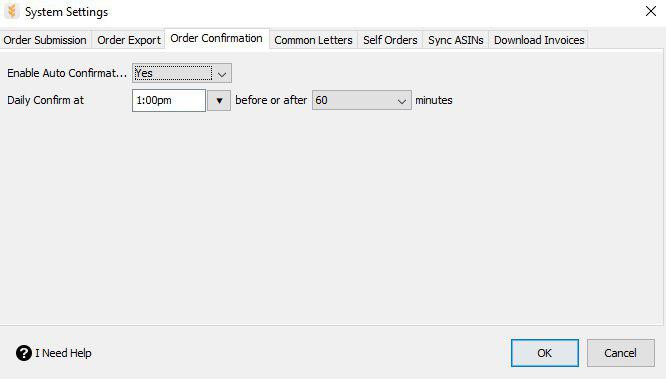 System Settings
Order Submission Order Export Order Confirmation Common Letters Self Orders Sync ASINs Download Invoices
Enable Auto Confirmat... Yes
Daily Confirm at 1:00pm before or after 60 minutes
I Need Help OK Cancel